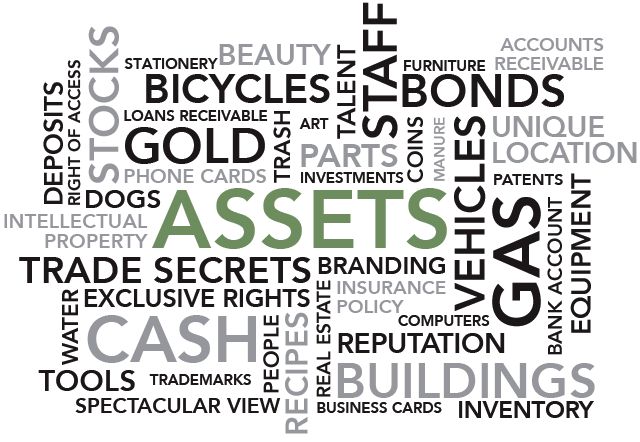 STAFF
ACCOUNTS
RECEIVABLE
STOCKS
BEAUTY
TALENT
STATIONERY
FURNITURE
BICYCLES
BONDS
DEPOSITS
RIGHT OF ACCESS
LOANS RECEIVABLE
TRASH
ART
COINS
MANURE
VEHICLES
UNIQUE
LOCATION
GOLD
PARTS
PHONE CARDS
INVESTMENTS
PATENTS
DOGS
ASSETS
GAS
BANK ACCOUNT
EQUIPMENT
INTELLECTUAL
PROPERTY
TRADE SECRETS
BRANDING
WATER
EXCLUSIVE RIGHTS
REAL ESTATE
INSURANCE
POLICY
CASH
PEOPLE
RECIPES
COMPUTERS
REPUTATION
TOOLS
TRADEMARKS
BUILDINGS
SPECTACULAR VIEW
BUSINESS CARDS
INVENTORY